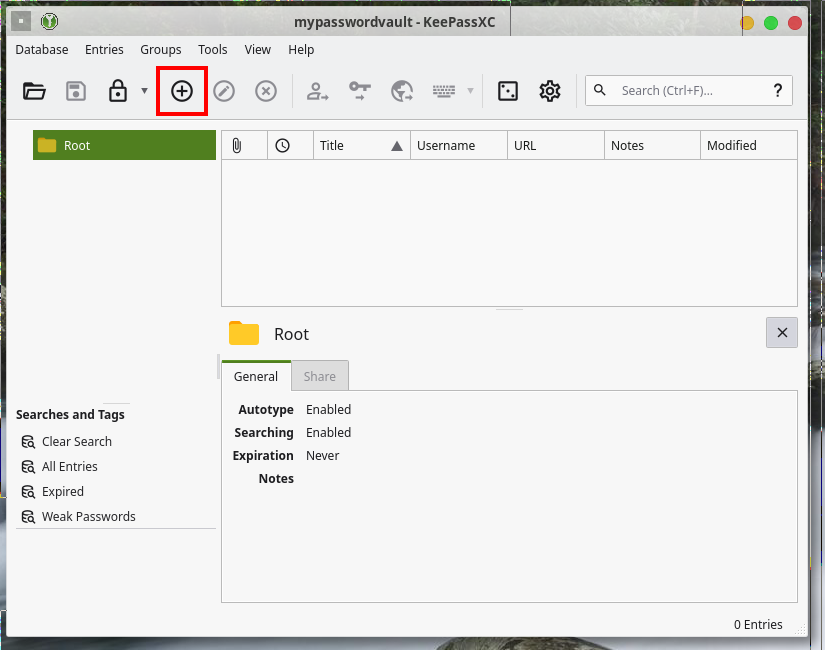 mypasswordvault - KeePassXC
Database Entries Groups Tools View Help
Search (Ctrl+F)... ?
Root
Title Username URL Notes Modified
Root
General Share
Autotype Enabled
Searching Enabled
Expiration Never
Notes
Searches and Tags
Clear Search
All Entries
Expired
Weak Passwords
0 Entries